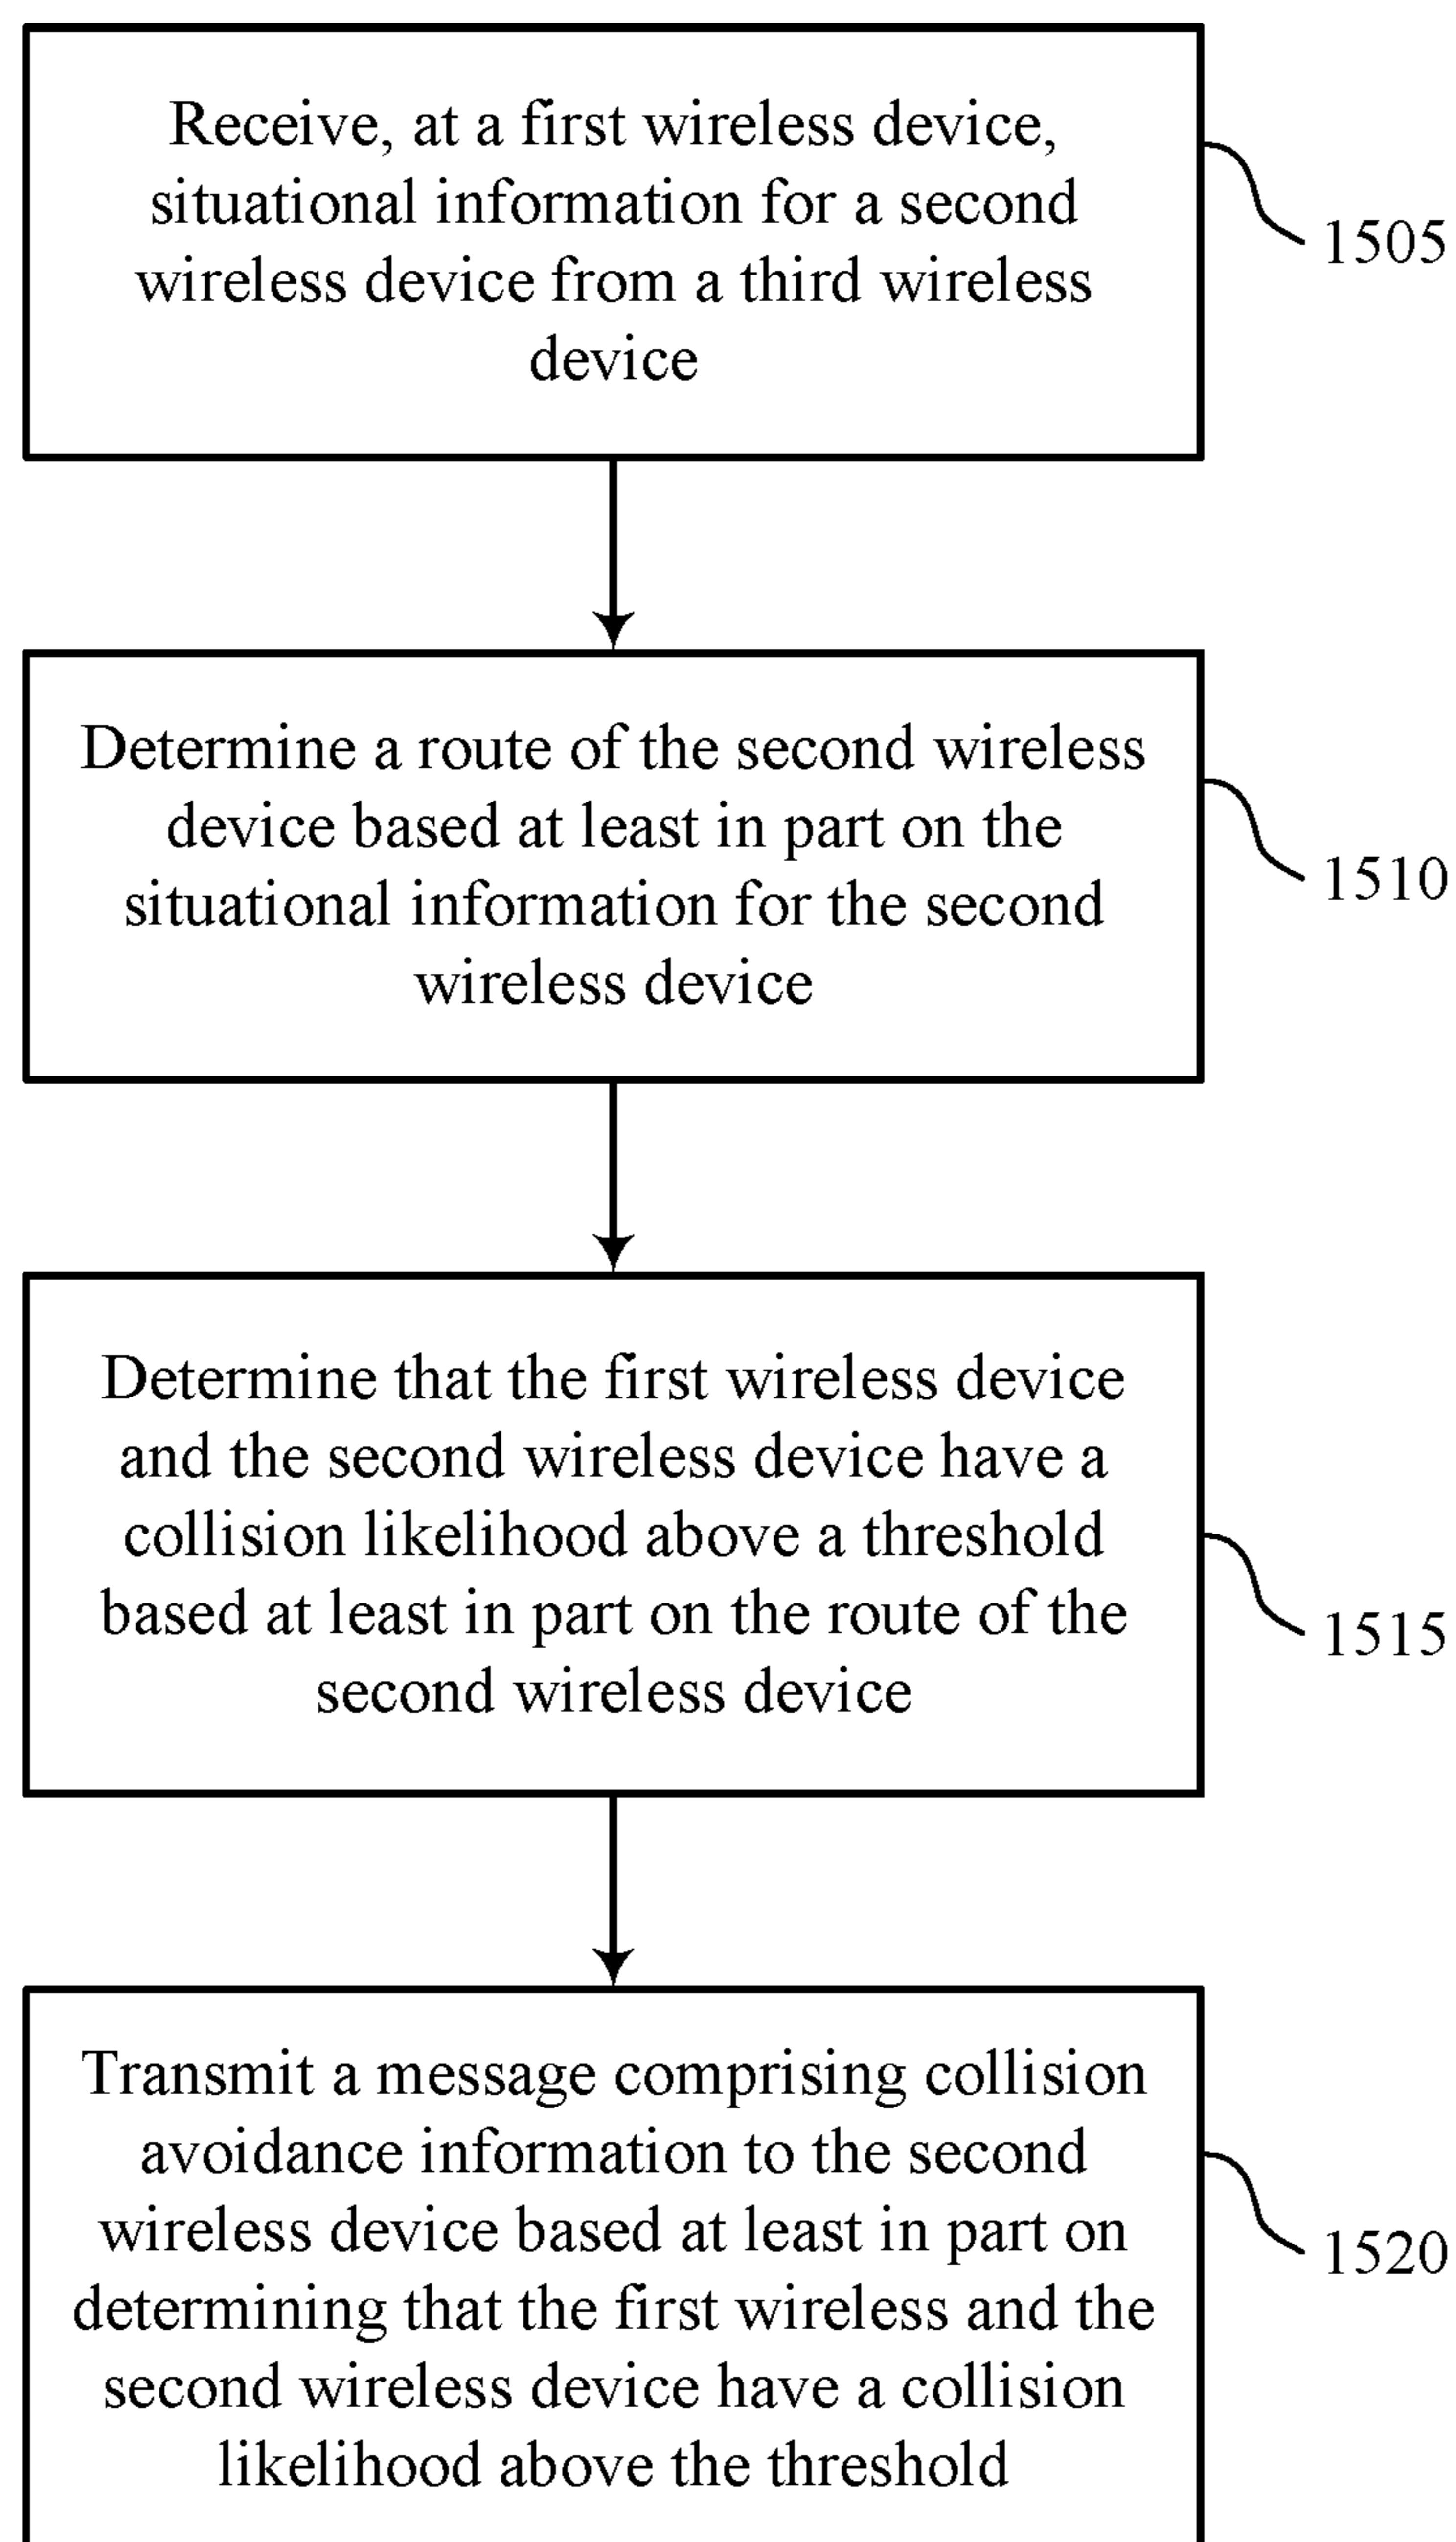 Receive, at a first wireless device,
situational information for a second
wireless device from a third wireless
device
1505
Determine a route of the second wireless
device based at least in part on the
situational information for the second
wireless device
1510
Determine that the first wireless device
and the second wireless device have a
collision likelihood above a threshold
based at least in part on the route of the
second wireless device
1515
Transmit a message comprising collision
avoidance information to the second
wireless device based at least in part on
determining that the first wireless and the
second wireless device have a collision
likelihood above the threshold
1520